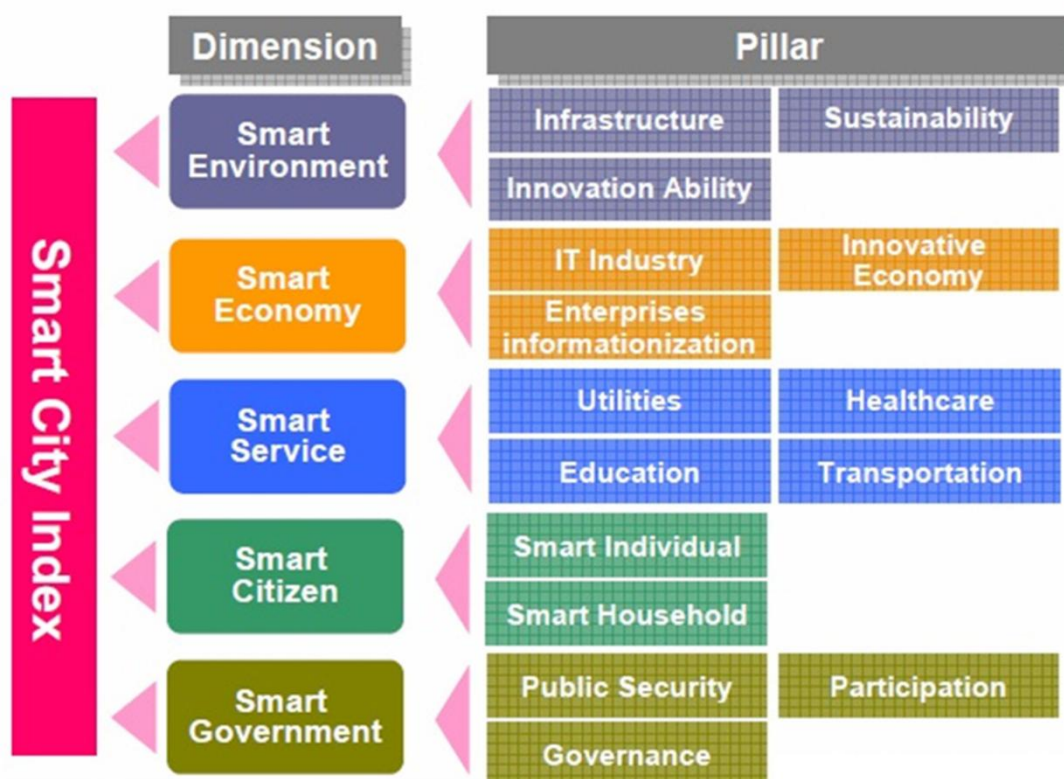 Dimension
Pillar
Smart City Index
Smart
Environment
Infrastructure
Sustainability
Innovation Ability
Smart
Economy
IT Industry
Innovative
Economy
Enterprises
informationization
Smart
Service
Utilities
Healthcare
Education
Transportation
Smart
Citizen
Smart Individual
Smart Household
Smart
Government
Public Security
Participation
Governance